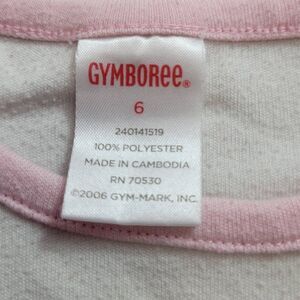 GYMBOREE®
6
240141519
100% POLYESTER
MADE IN CAMBODIA
RN 70530
©2006 GYM-MARK, INC.